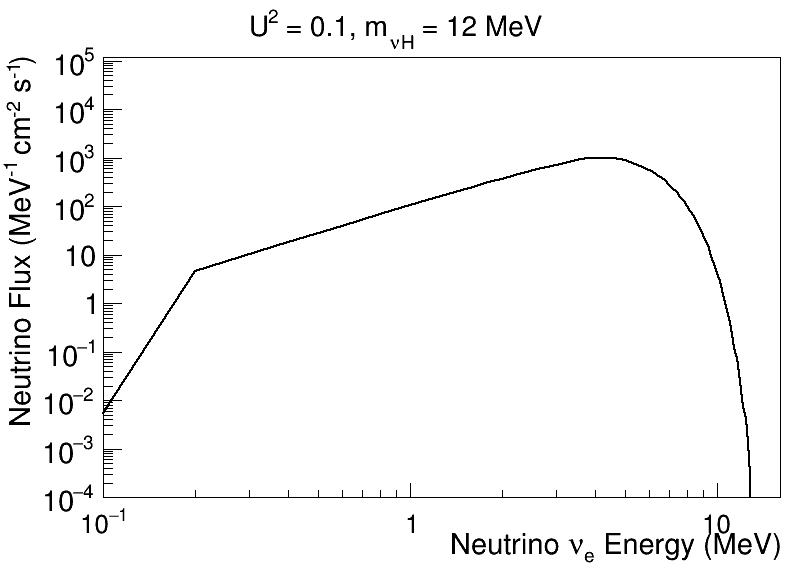 U² = 0.1, m_νH = 12 MeV
Neutrino Flux (MeV⁻¹ cm⁻² s⁻¹)
10⁵
10⁴
10³
10²
10
1
10⁻¹
10⁻²
10⁻³
10⁻⁴
10⁻¹ 1 10
Neutrino ν_e Energy (MeV)